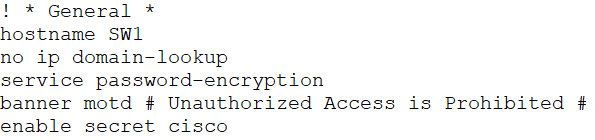 ! * General *
hostname SW1
no ip domain-lookup
service password-encryption
banner motd # Unauthorized Access is Prohibited #
enable secret cisco